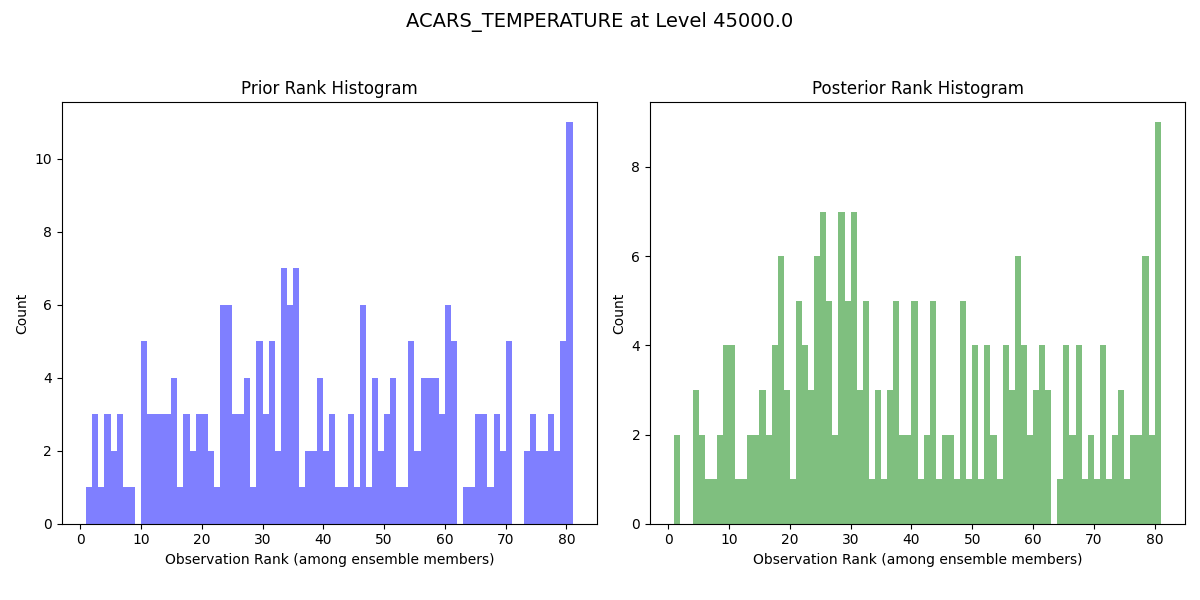 ACARS_TEMPERATURE at Level 45000.0
Prior Rank Histogram
Count
10
8
6
4
2
0
0 10 20 30 40 50 60 70 80
Observation Rank (among ensemble members)
Posterior Rank Histogram
Count
8
6
4
2
0
0 10 20 30 40 50 60 70 80
Observation Rank (among ensemble members)